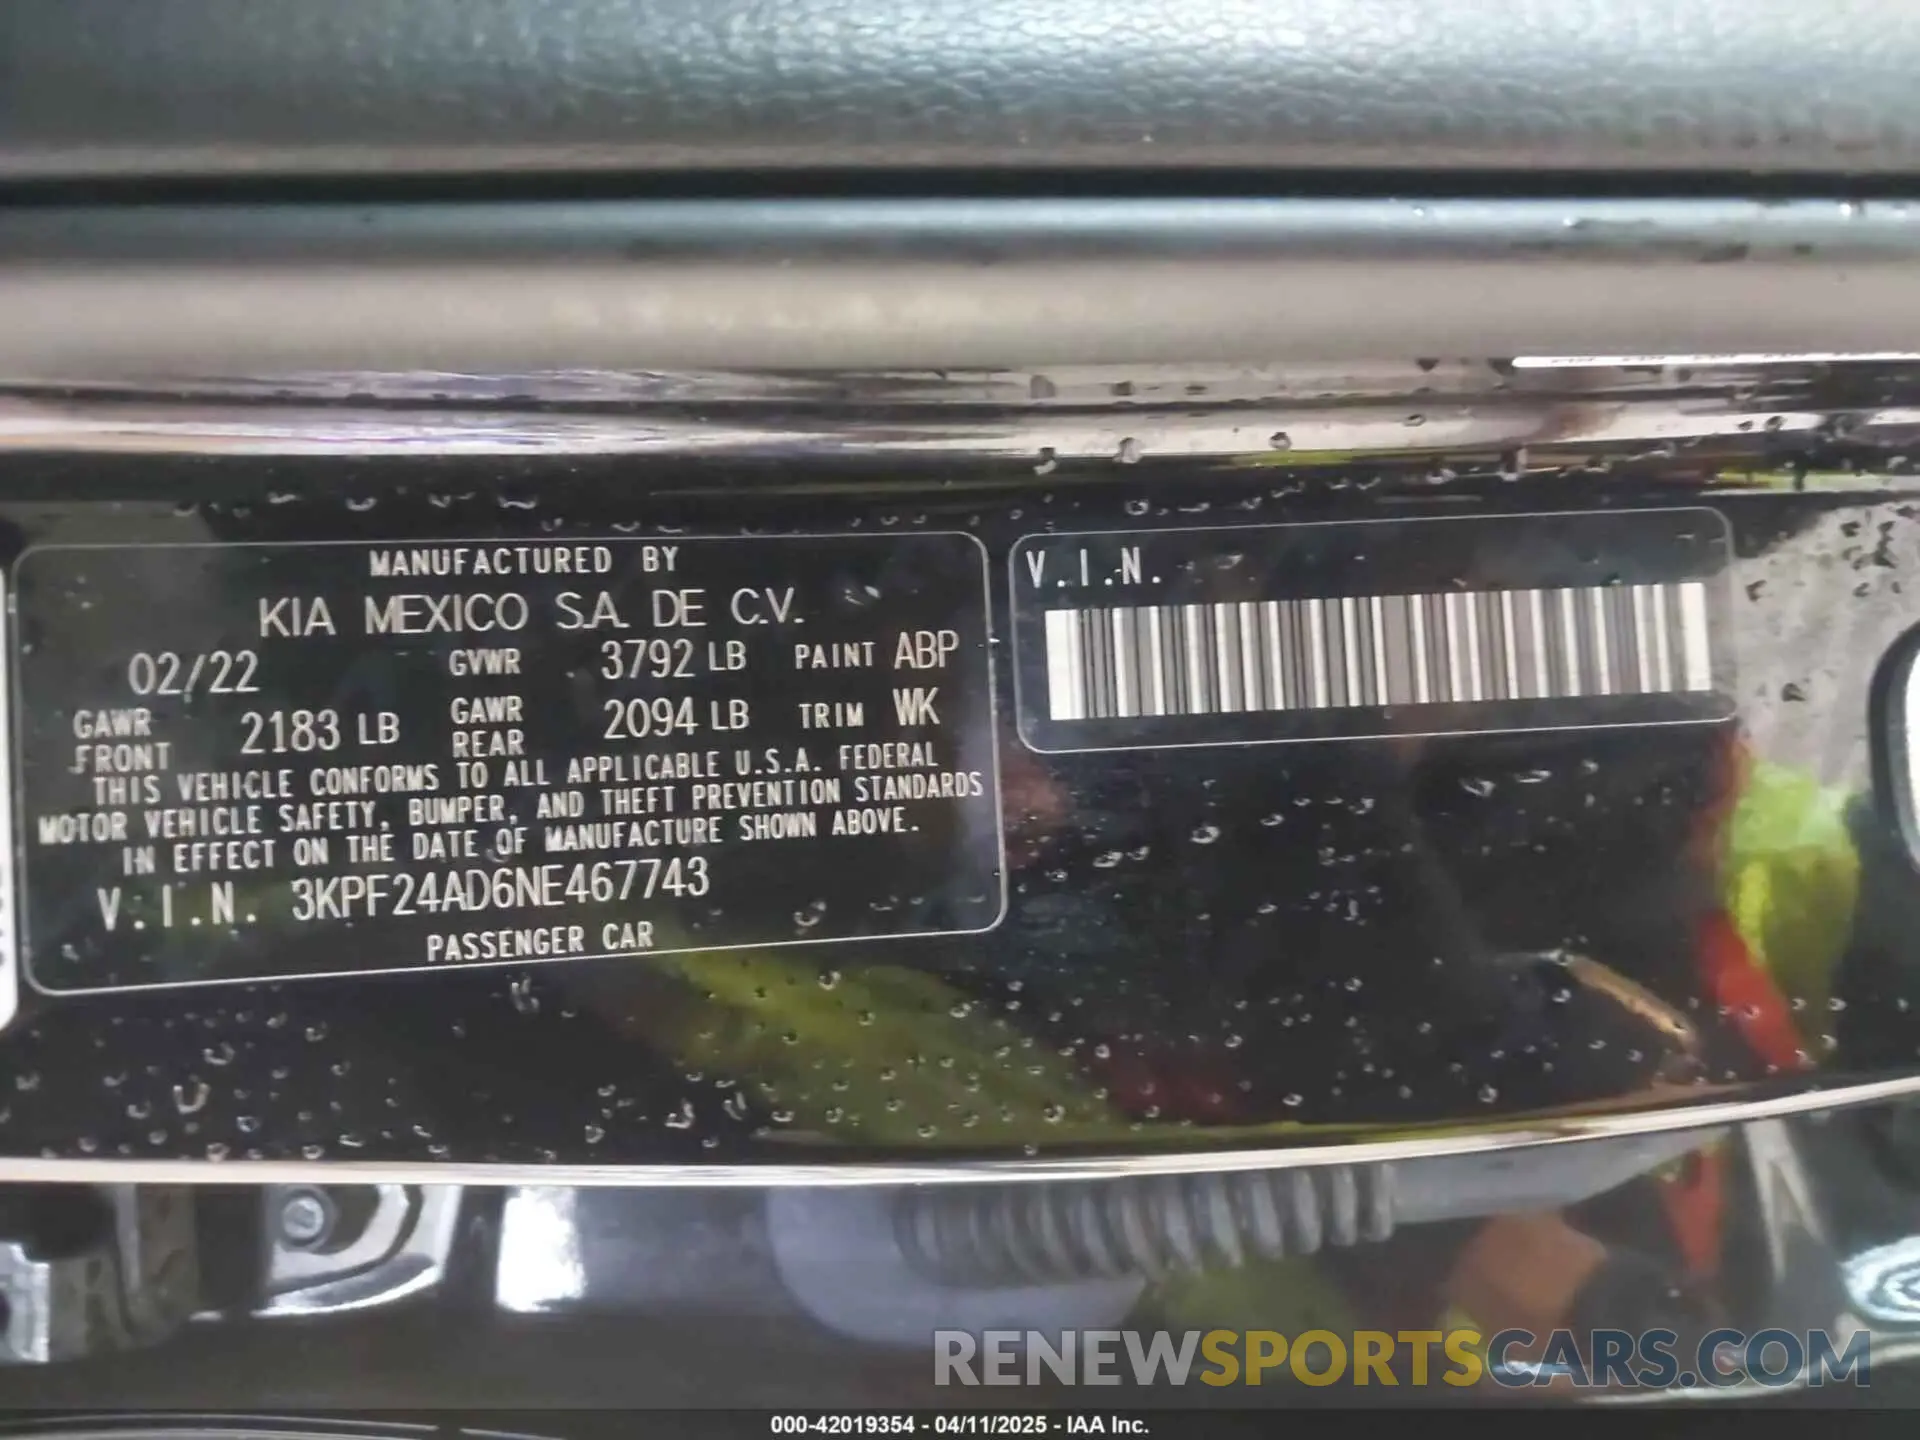 MANUFACTURED BY
KIA MEXICO S.A. DE C.V.
02/22 GVWR 3792 LB PAINT ABP
GAWR FRONT 2183 LB GAWR REAR 2094 LB TRIM WK
THIS VEHICLE CONFORMS TO ALL APPLICABLE U.S.A. FEDERAL
MOTOR VEHICLE SAFETY, BUMPER, AND THEFT PREVENTION STANDARDS
IN EFFECT ON THE DATE OF MANUFACTURE SHOWN ABOVE.
V.I.N. 3KPF24AD6NE467743
PASSENGER CAR
V.I.N.
RENEWSPORTSCARS.COM
000-42019354 - 04/11/2025 - IAA Inc.